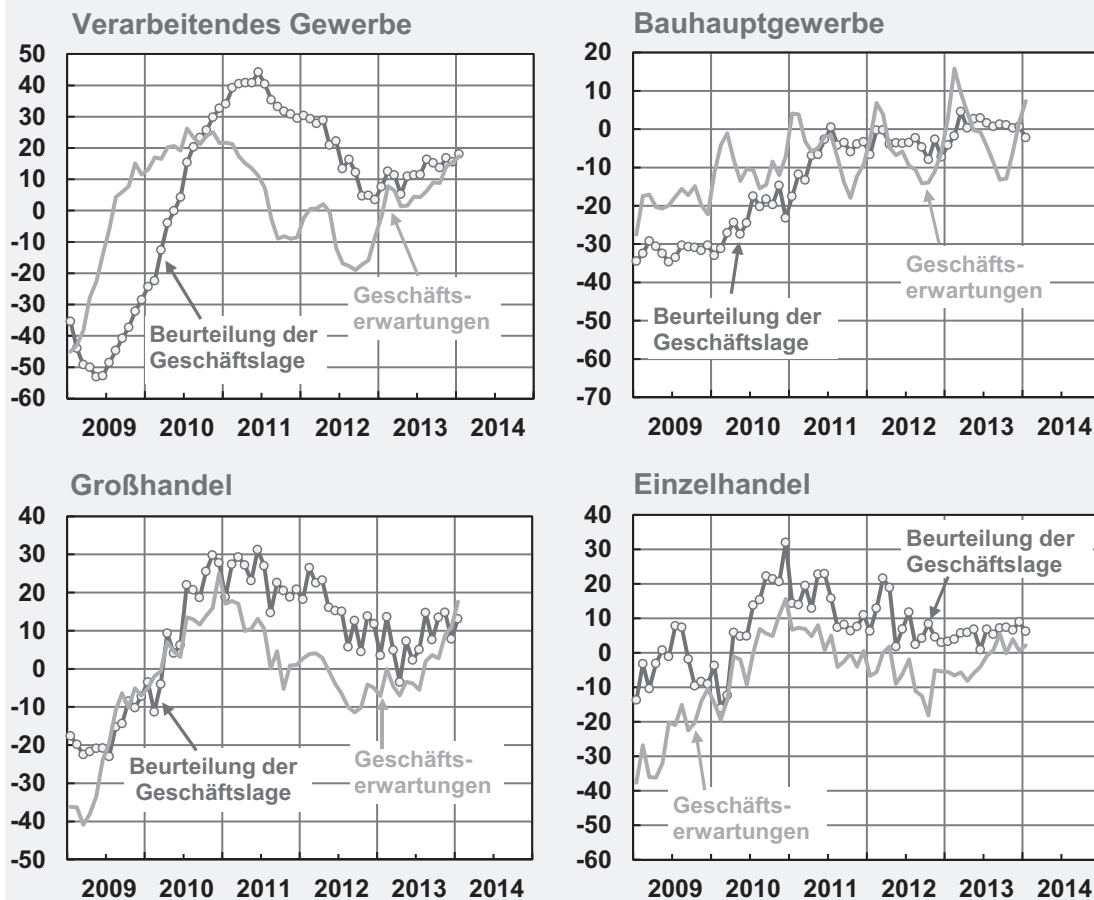 Verarbeitendes Gewerbe
50
40
30
20
10
0
-10
-20
-30
-40
-50
-60
Geschäfts-
erwartungen
Beurteilung der
Geschäftslage
2009 2010 2011 2012 2013 2014
Bauhauptgewerbe
20
10
0
-10
-20
-30
-40
-50
-60
-70
Geschäfts-
erwartungen
Beurteilung der
Geschäftslage
2009 2010 2011 2012 2013 2014
Großhandel
40
30
20
10
0
-10
-20
-30
-40
-50
Beurteilung der
Geschäftslage
Geschäfts-
erwartungen
2009 2010 2011 2012 2013 2014
Einzelhandel
40
30
20
10
0
-10
-20
-30
-40
-50
-60
Beurteilung der
Geschäftslage
Geschäfts-
erwartungen
2009 2010 2011 2012 2013 2014